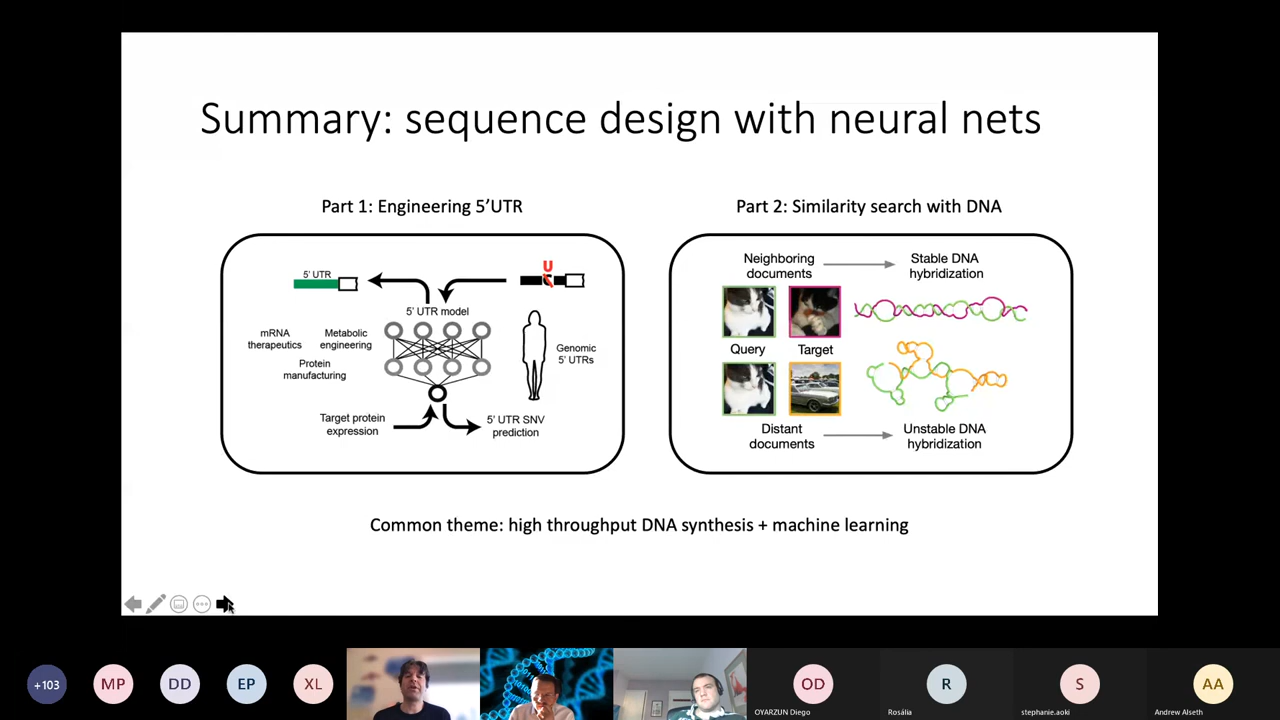 Summary: sequence design with neural nets
Part 1: Engineering 5'UTR
5' UTR
U
5' UTR model
mRNA
therapeutics
Metabolic
engineering
Protein
manufacturing
Genomic
5' UTRs
Target protein
expression
5' UTR SNV
prediction
Part 2: Similarity search with DNA
Neighboring
documents
Stable DNA
hybridization
Query
Target
Distant
documents
Unstable DNA
hybridization
Common theme: high throughput DNA synthesis + machine learning
+103
MP
DD
EP
XL
OD
OYARZUN Diego
R
Rosália
S
stephanie.aoki
AA
Andrew Alseth